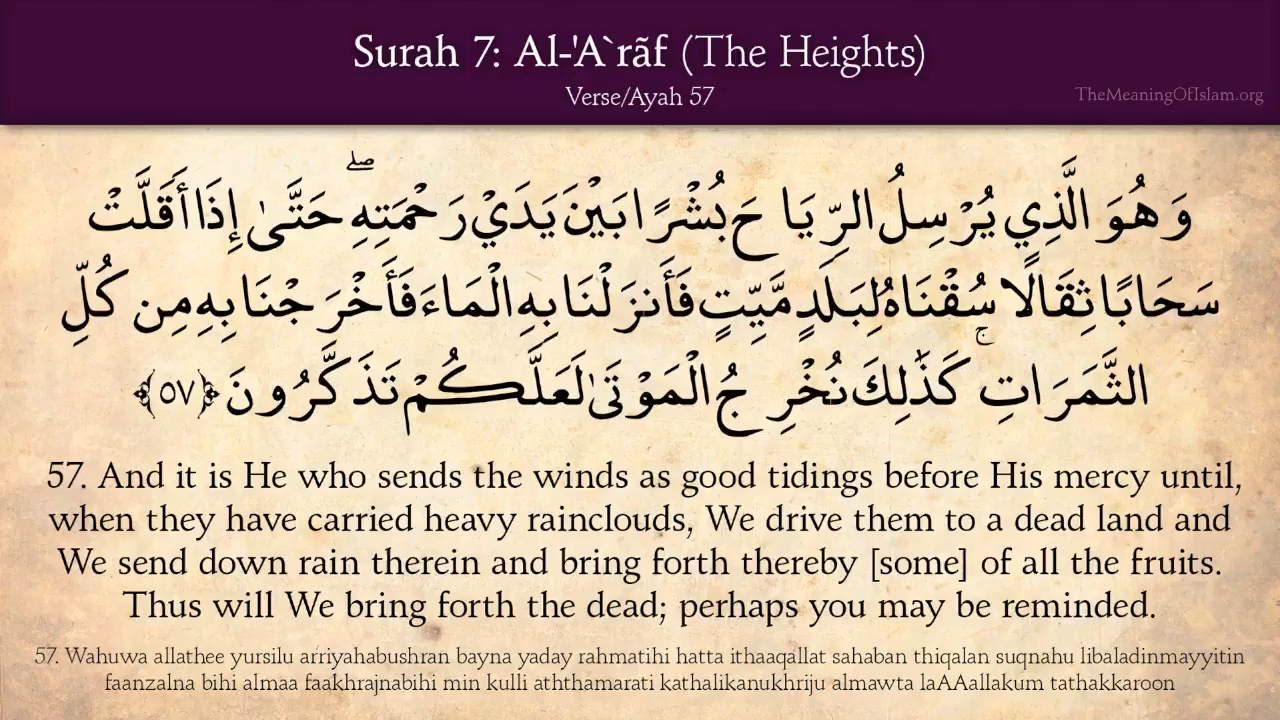 Surah 7: Al-'A`rãf (The Heights)
Verse/Ayah 57
TheMeaningOfIslam.org
وَهُوَ الَّذِي يُرْسِلُ الرِّيَاحَ بُشْرًا بَيْنَ يَدَيْ رَحْمَتِهِ ۖ حَتَّىٰ إِذَا أَقَلَّتْ
سَحَابًا ثِقَالًا سُقْنَاهُ لِبَلَدٍ مَّيِّتٍ فَأَنزَلْنَا بِهِ الْمَاءَ فَأَخْرَجْنَا بِهِ مِن كُلِّ
الثَّمَرَاتِ ۚ كَذَٰلِكَ نُخْرِجُ الْمَوْتَىٰ لَعَلَّكُمْ تَذَكَّرُونَ ﴿٥٧﴾
57. And it is He who sends the winds as good tidings before His mercy until,
when they have carried heavy rainclouds, We drive them to a dead land and
We send down rain therein and bring forth thereby [some] of all the fruits.
Thus will We bring forth the dead; perhaps you may be reminded.
57. Wahuwa allathee yursilu arriyahabushran bayna yaday rahmatihi hatta ithaaqallat sahaban thiqalan suqnahu libaladinmayyitin
faanzalna bihi almaa faakhrajnabihi min kulli aththamarati kathalikanukhriju almawta laAAallakum tathakkaroon